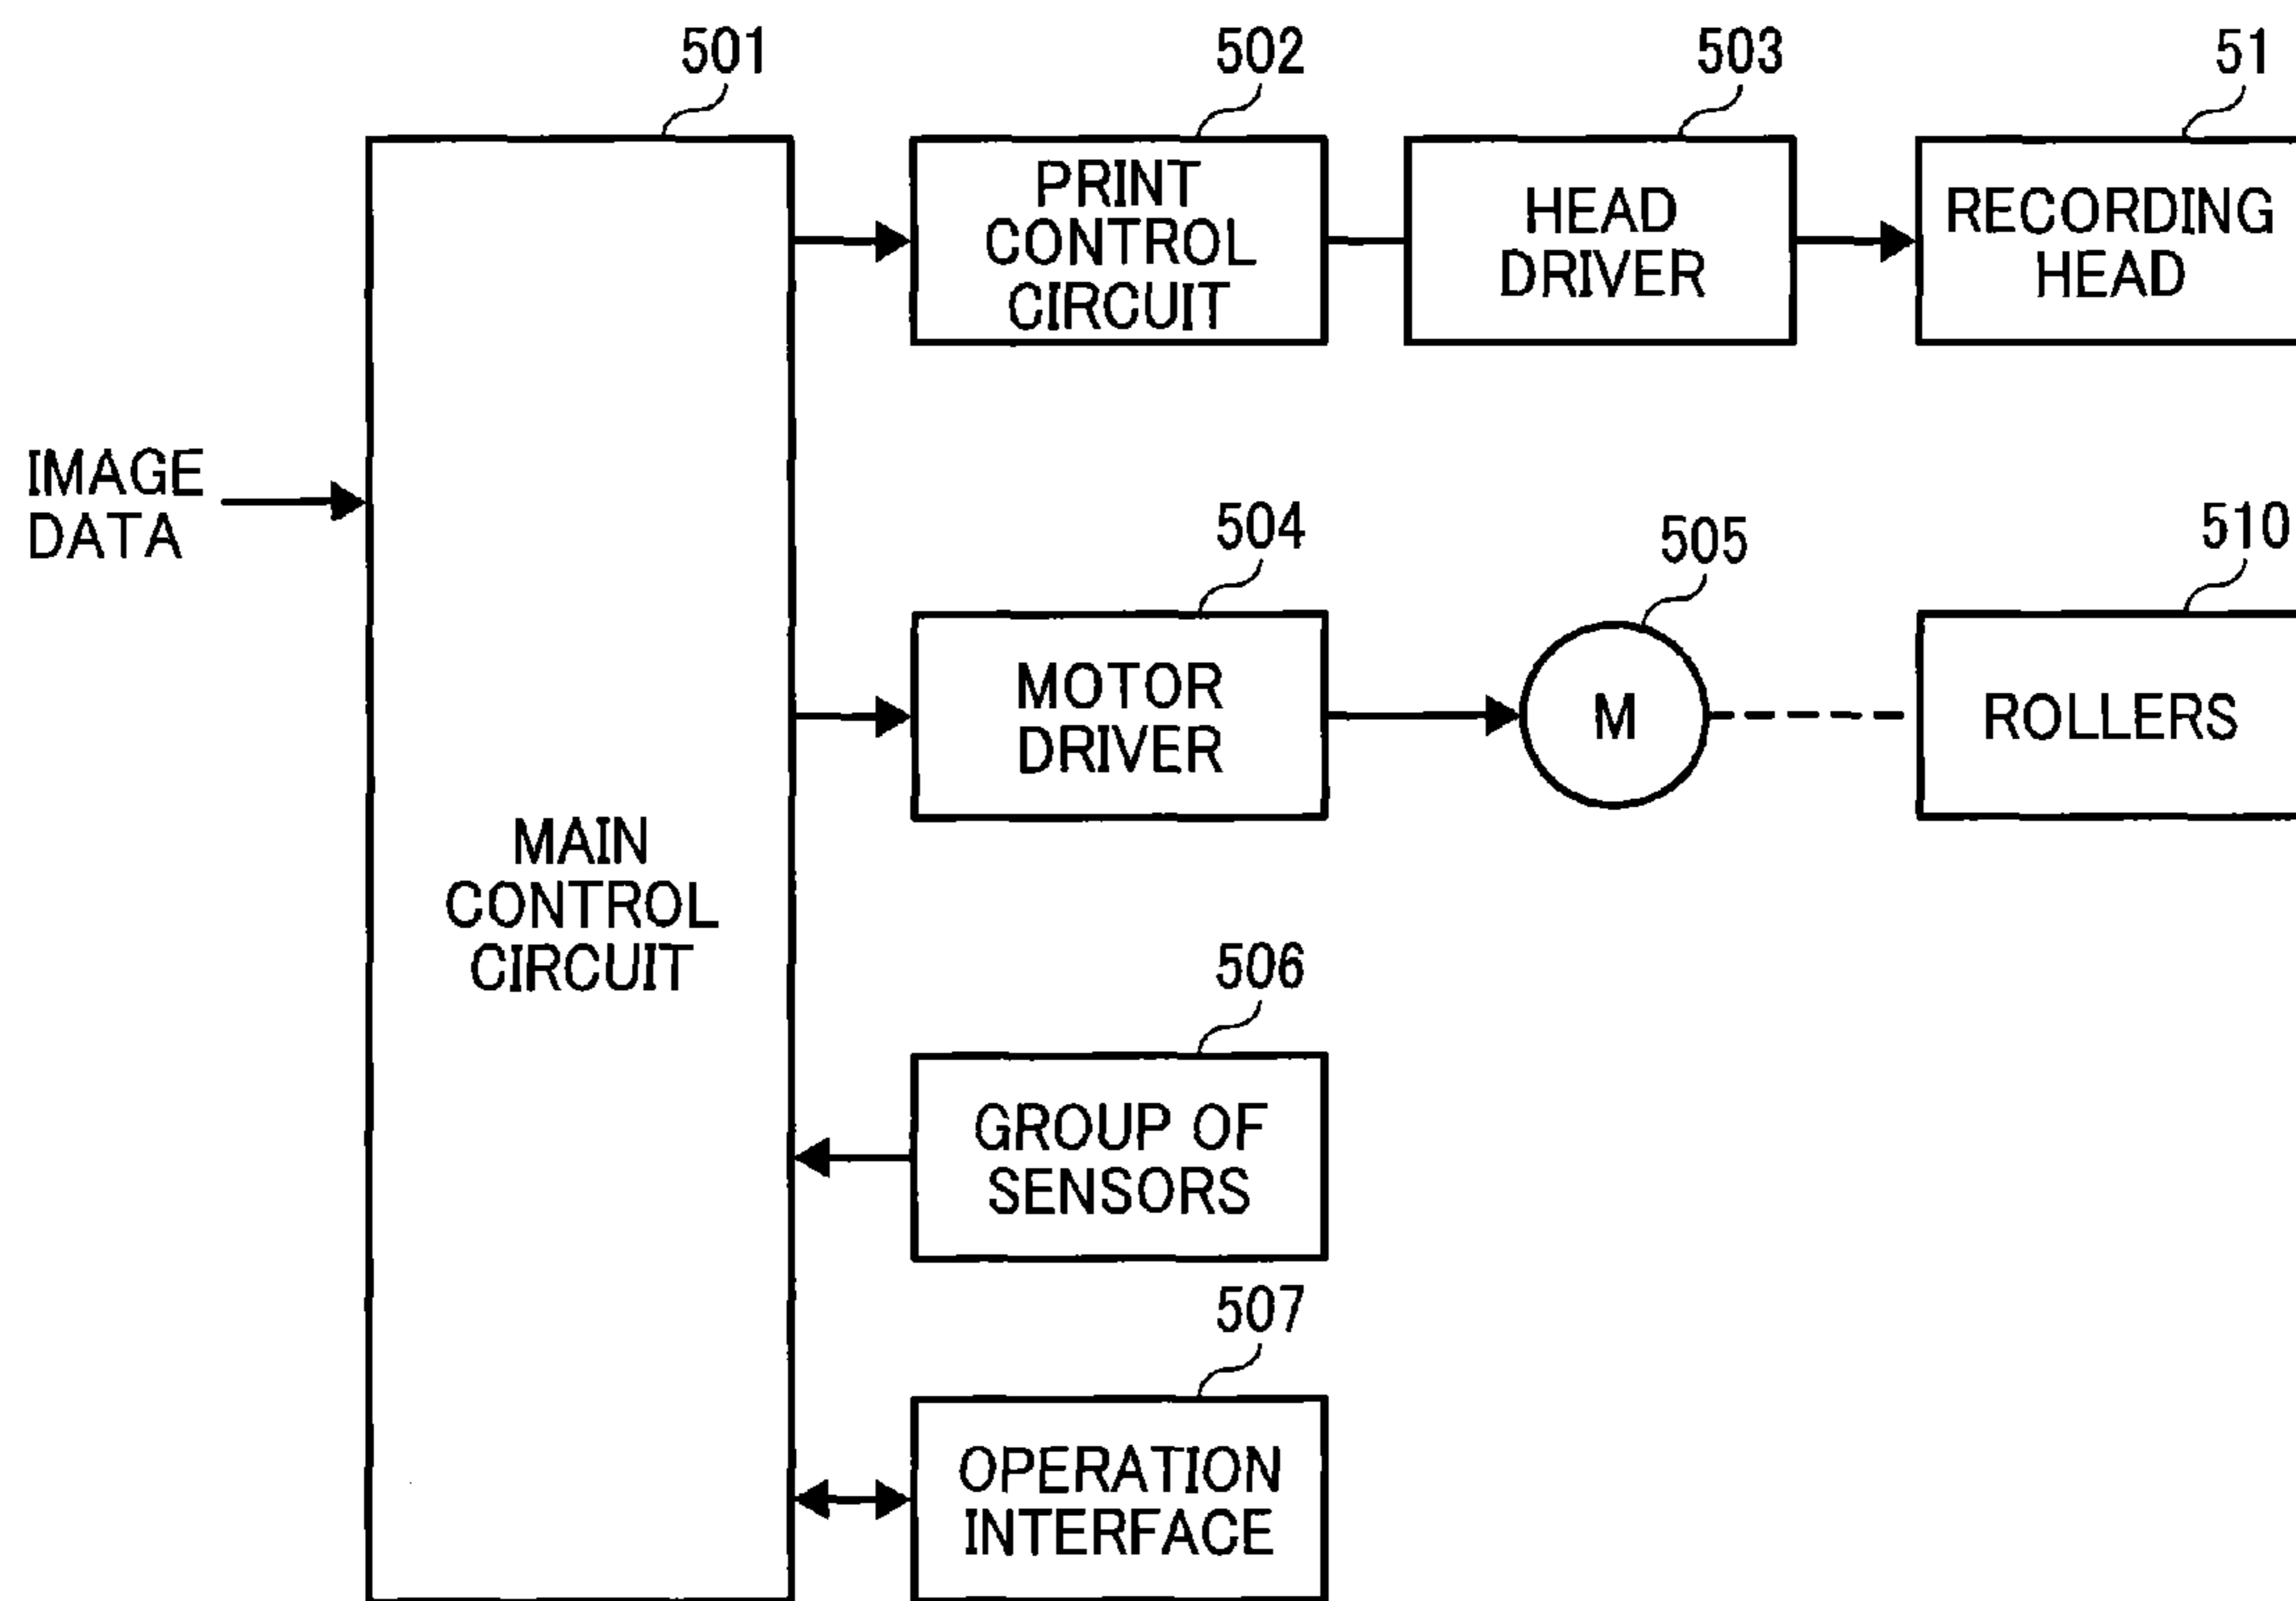 501
502
503
51
PRINT
CONTROL
CIRCUIT
HEAD
DRIVER
RECORDING
HEAD
IMAGE
DATA
504
505
510
MOTOR
DRIVER
M
ROLLERS
MAIN
CONTROL
CIRCUIT
506
GROUP OF
SENSORS
507
OPERATION
INTERFACE